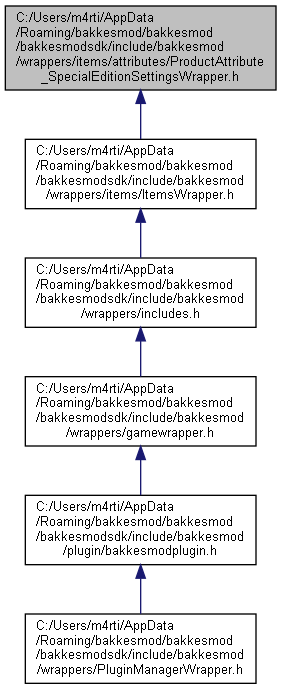 C:/Users/m4rti/AppData
/Roaming/bakkesmod/bakkesmod
/bakkesmodsdk/include/bakkesmod
/wrappers/items/attributes/ProductAttribute
_SpecialEditionSettingsWrapper.h
C:/Users/m4rti/AppData
/Roaming/bakkesmod/bakkesmod
/bakkesmodsdk/include/bakkesmod
/wrappers/items/ItemsWrapper.h
C:/Users/m4rti/AppData
/Roaming/bakkesmod/bakkesmod
/bakkesmodsdk/include/bakkesmod
/wrappers/includes.h
C:/Users/m4rti/AppData
/Roaming/bakkesmod/bakkesmod
/bakkesmodsdk/include/bakkesmod
/wrappers/gamewrapper.h
C:/Users/m4rti/AppData
/Roaming/bakkesmod/bakkesmod
/bakkesmodsdk/include/bakkesmod
/plugin/bakkesmodplugin.h
C:/Users/m4rti/AppData
/Roaming/bakkesmod/bakkesmod
/bakkesmodsdk/include/bakkesmod
/wrappers/PluginManagerWrapper.h